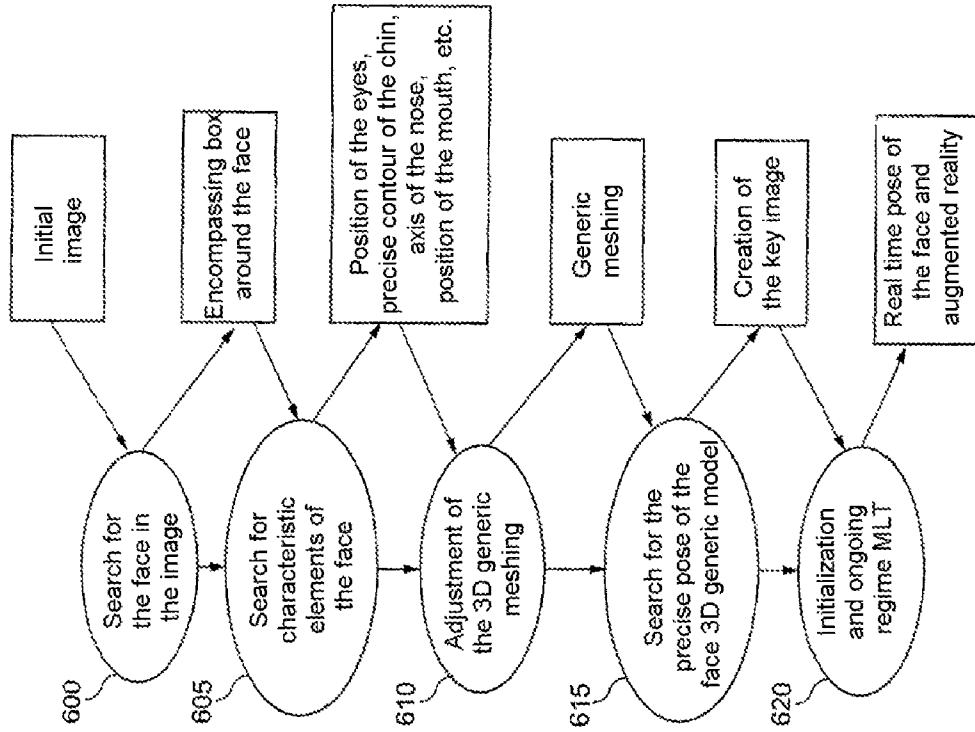 Initial
image
600
Search for
the face in
the image
Encompassing box
around the face
605
Search for
characteristic
elements of
the face
Position of the eyes,
precise contour of the chin,
axis of the nose,
position of the mouth, etc.
610
Adjustment of
the 3D generic
meshing
Generic
meshing
615
Search for the
precise pose of the
face 3D generic model
Creation of
the key image
620
Initialization
and ongoing
regime MLT
Real time pose of
the face and
augmented reality